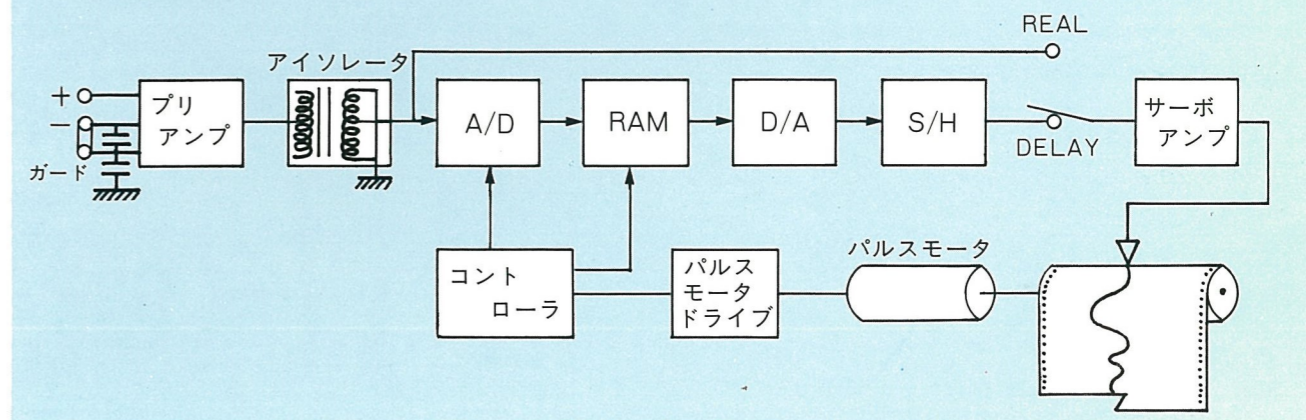 REAL
アイソレータ
+
プリ
アンプ
−
ガード
A/D
RAM
D/A
S/H
DELAY
サーボ
アンプ
コント
ローラ
パルス
モータ
ドライブ
パルスモータ